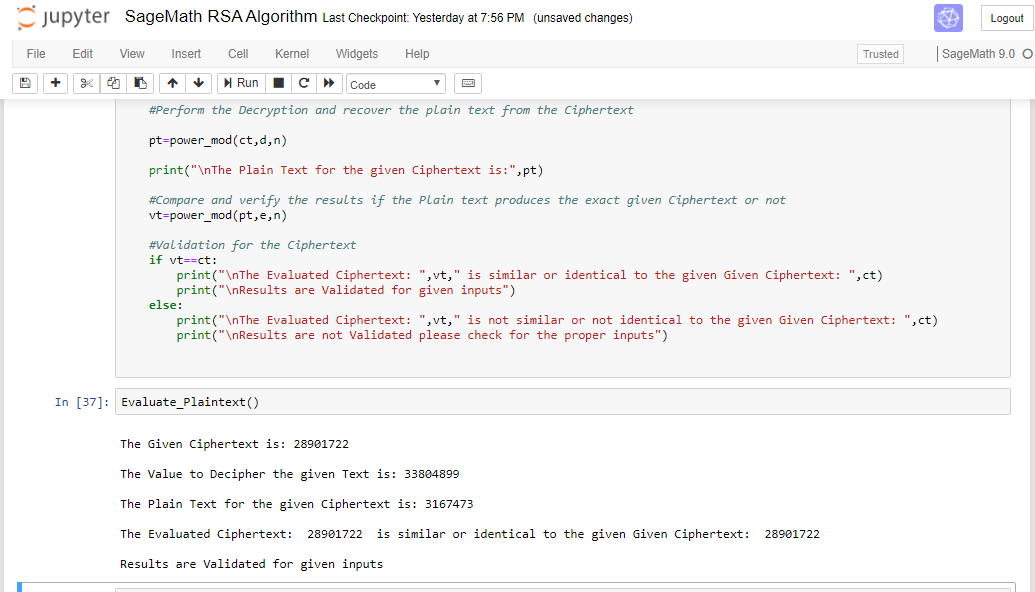 jupyter SageMath RSA Algorithm Last Checkpoint: Yesterday at 7:56 PM (unsaved changes) Logout
File Edit View Insert Cell Kernel Widgets Help Trusted SageMath 9.0
Run Code
#Perform the Decryption and recover the plain text from the Ciphertext
pt=power_mod(ct,d,n)
print("\nThe Plain Text for the given Ciphertext is:",pt)
#Compare and verify the results if the Plain text produces the exact given Ciphertext or not
vt=power_mod(pt,e,n)
#Validation for the Ciphertext
if vt==ct:
print("\nThe Evaluated Ciphertext: ",vt," is similar or identical to the given Given Ciphertext: ",ct)
print("\nResults are Validated for given inputs")
else:
print("\nThe Evaluated Ciphertext: ",vt," is not similar or not identical to the given Given Ciphertext: ",ct)
print("\nResults are not Validated please check for the proper inputs")
In [37]: Evaluate_Plaintext()
The Given Ciphertext is: 28901722
The Value to Decipher the given Text is: 33804899
The Plain Text for the given Ciphertext is: 3167473
The Evaluated Ciphertext:  28901722  is similar or identical to the given Given Ciphertext:  28901722
Results are Validated for given inputs